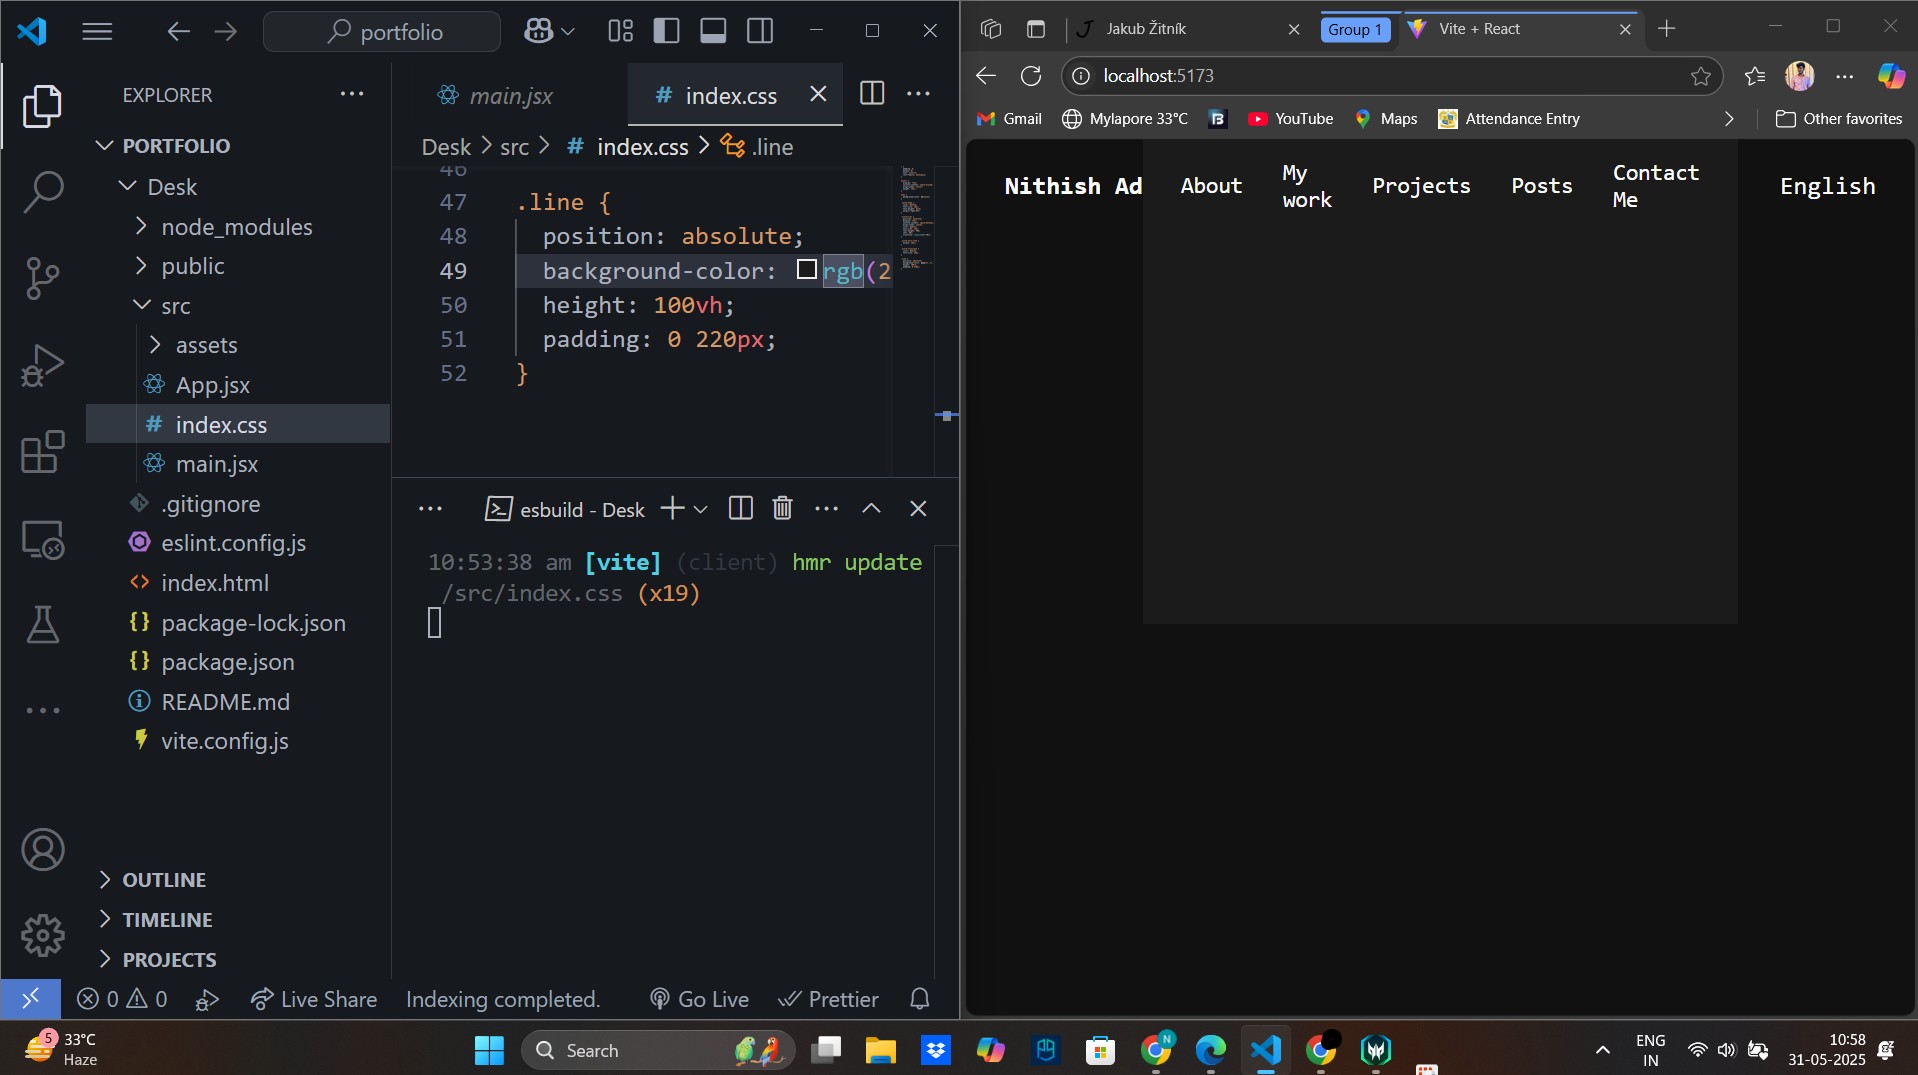 portfolio
EXPLORER
PORTFOLIO
Desk
node_modules
public
src
assets
App.jsx
index.css
main.jsx
.gitignore
eslint.config.js
index.html
package-lock.json
package.json
README.md
vite.config.js
OUTLINE
TIMELINE
PROJECTS
main.jsx
# index.css
Desk > src > # index.css > .line
46
47 .line {
48 position: absolute;
49 background-color: rgb(2
50 height: 100vh;
51 padding: 0 220px;
52 }
esbuild - Desk
10:53:38 am [vite] (client) hmr update
/src/index.css (x19)
0 0 Live Share Indexing completed. Go Live Prettier
Jakub Žitník
Group 1
Vite + React
localhost:5173
Gmail Mylapore 33°C B YouTube Maps Attendance Entry Other favorites
Nithish Ad About My work Projects Posts Contact Me English
5
33°C
Haze
Search
N
ENG
IN
10:58
31-05-2025